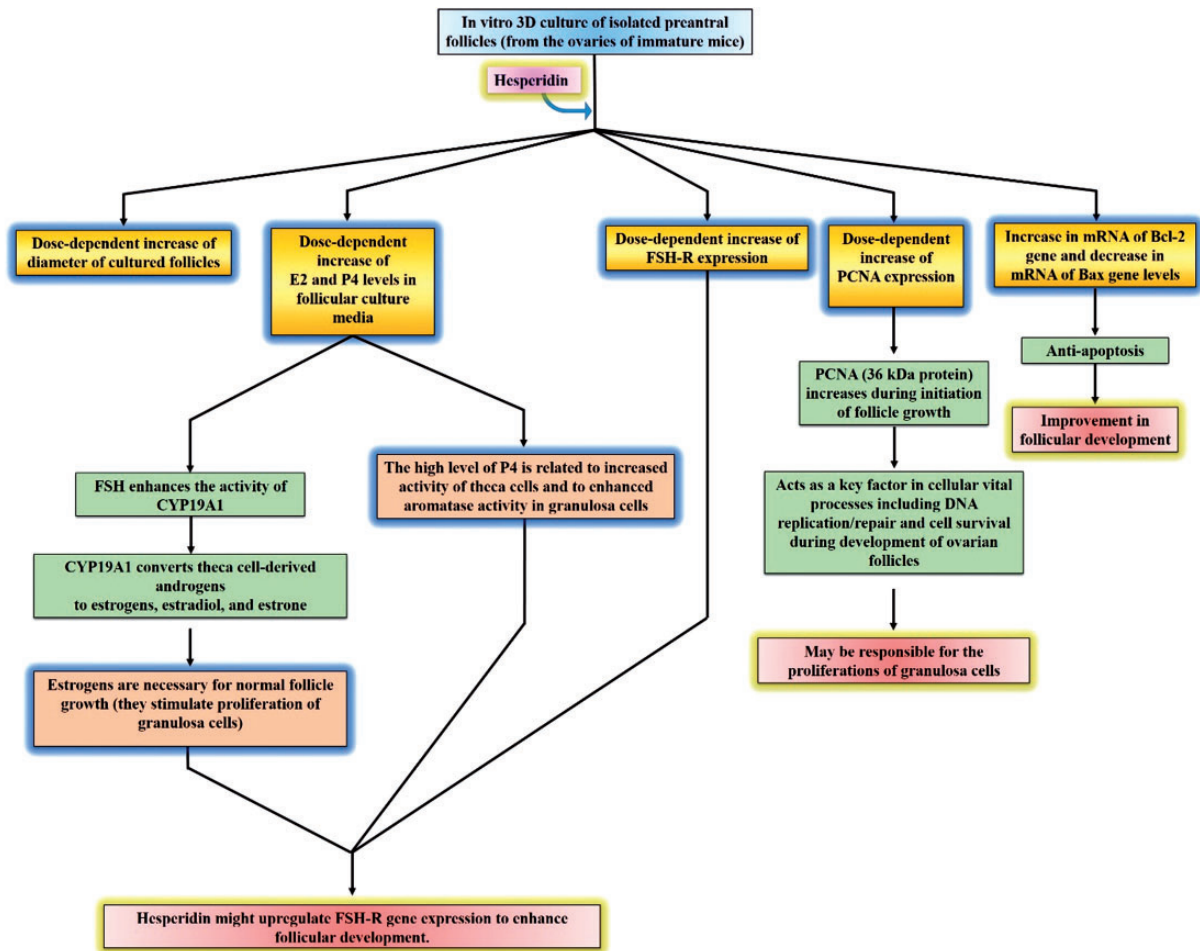 In vitro 3D culture of isolated preantral
follicles (from the ovaries of immature mice)
Hesperidin
Dose-dependent increase of
diameter of cultured follicles
Dose-dependent
increase of
E2 and P4 levels in
follicular culture
media
Dose-dependent increase of
FSH-R expression
Dose-dependent
increase of
PCNA expression
Increase in mRNA of Bcl-2
gene and decrease in
mRNA of Bax gene levels
Anti-apoptosis
Improvement in
follicular development
PCNA (36 kDa protein)
increases during initiation
of follicle growth
Acts as a key factor in cellular vital
processes including DNA
replication/repair and cell survival
during development of ovarian
follicles
May be responsible for the
proliferations of granulosa cells
FSH enhances the activity of
CYP19A1
The high level of P4 is related to increased
activity of theca cells and to enhanced
aromatase activity in granulosa cells
CYP19A1 converts theca cell-derived
androgens
to estrogens, estradiol, and estrone
Estrogens are necessary for normal follicle
growth (they stimulate proliferation of
granulosa cells)
Hesperidin might upregulate FSH-R gene expression to enhance
follicular development.